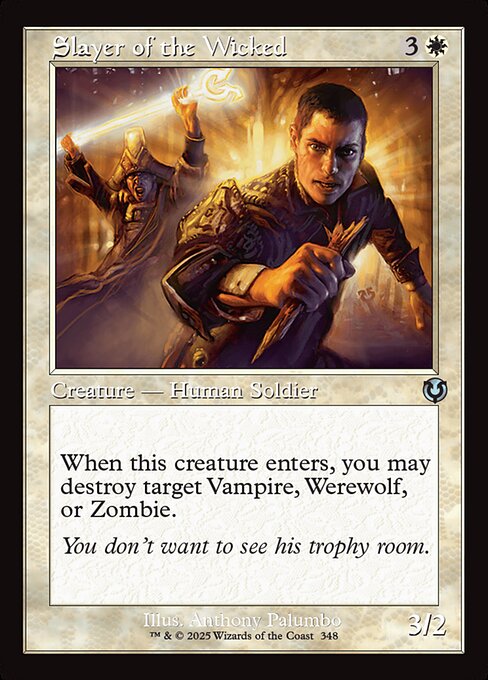 Slayer of the Wicked 3
Creature — Human Soldier
When this creature enters, you may
destroy target Vampire, Werewolf,
or Zombie.
You don't want to see his trophy room.
Illus. Anthony Palumbo
™ & © 2025 Wizards of the Coast 348
3/2